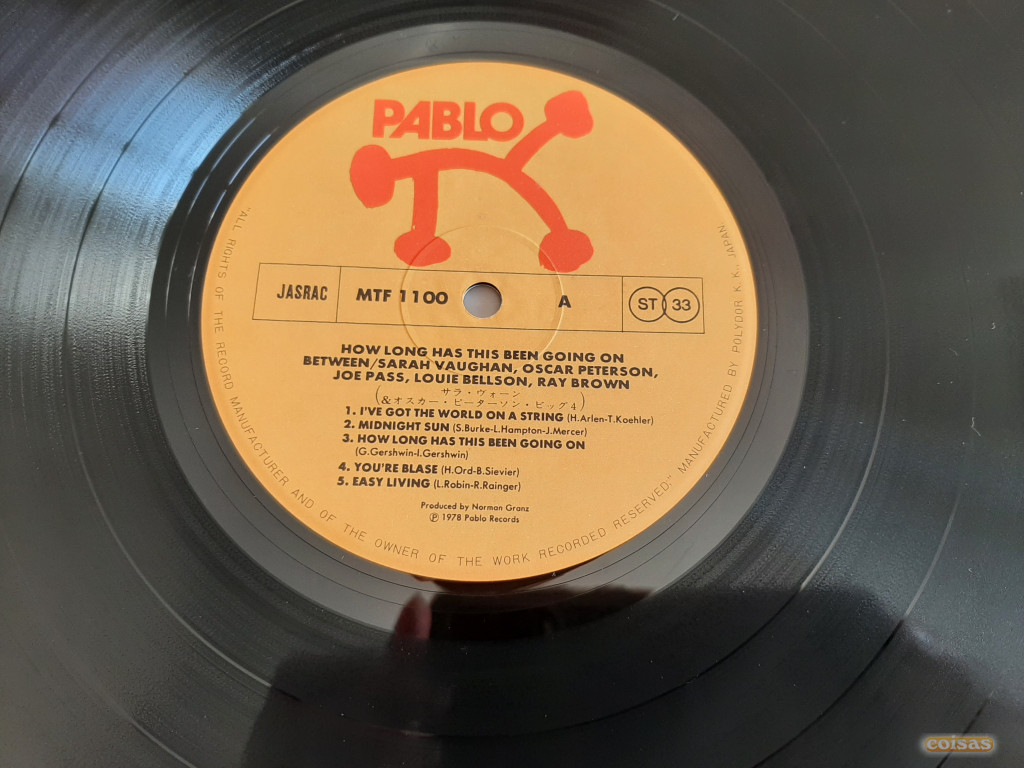 PABLO
JASRAC
MTF 1100
A
ST 33
HOW LONG HAS THIS BEEN GOING ON
BETWEEN/SARAH VAUGHAN, OSCAR PETERSON,
JOE PASS, LOUIE BELLSON, RAY BROWN
(サラ・ヴォーン
&オスカー・ピーターソン・ビッグ4)
1. I'VE GOT THE WORLD ON A STRING (H.Arlen-T.Koehler)
2. MIDNIGHT SUN (S.Burke-L.Hampton-J.Mercer)
3. HOW LONG HAS THIS BEEN GOING ON
(G.Gershwin-I.Gershwin)
4. YOU'RE BLASE (H.Ord-B.Sievier)
5. EASY LIVING (L.Robin-R.Rainger)
Produced by Norman Granz
Ⓟ 1978 Pablo Records
"ALL RIGHTS OF THE RECORD MANUFACTURER AND OF THE OWNER OF THE WORK RECORDED RESERVED." MANUFACTURED BY POLYDOR K.K., JAPAN
coisas